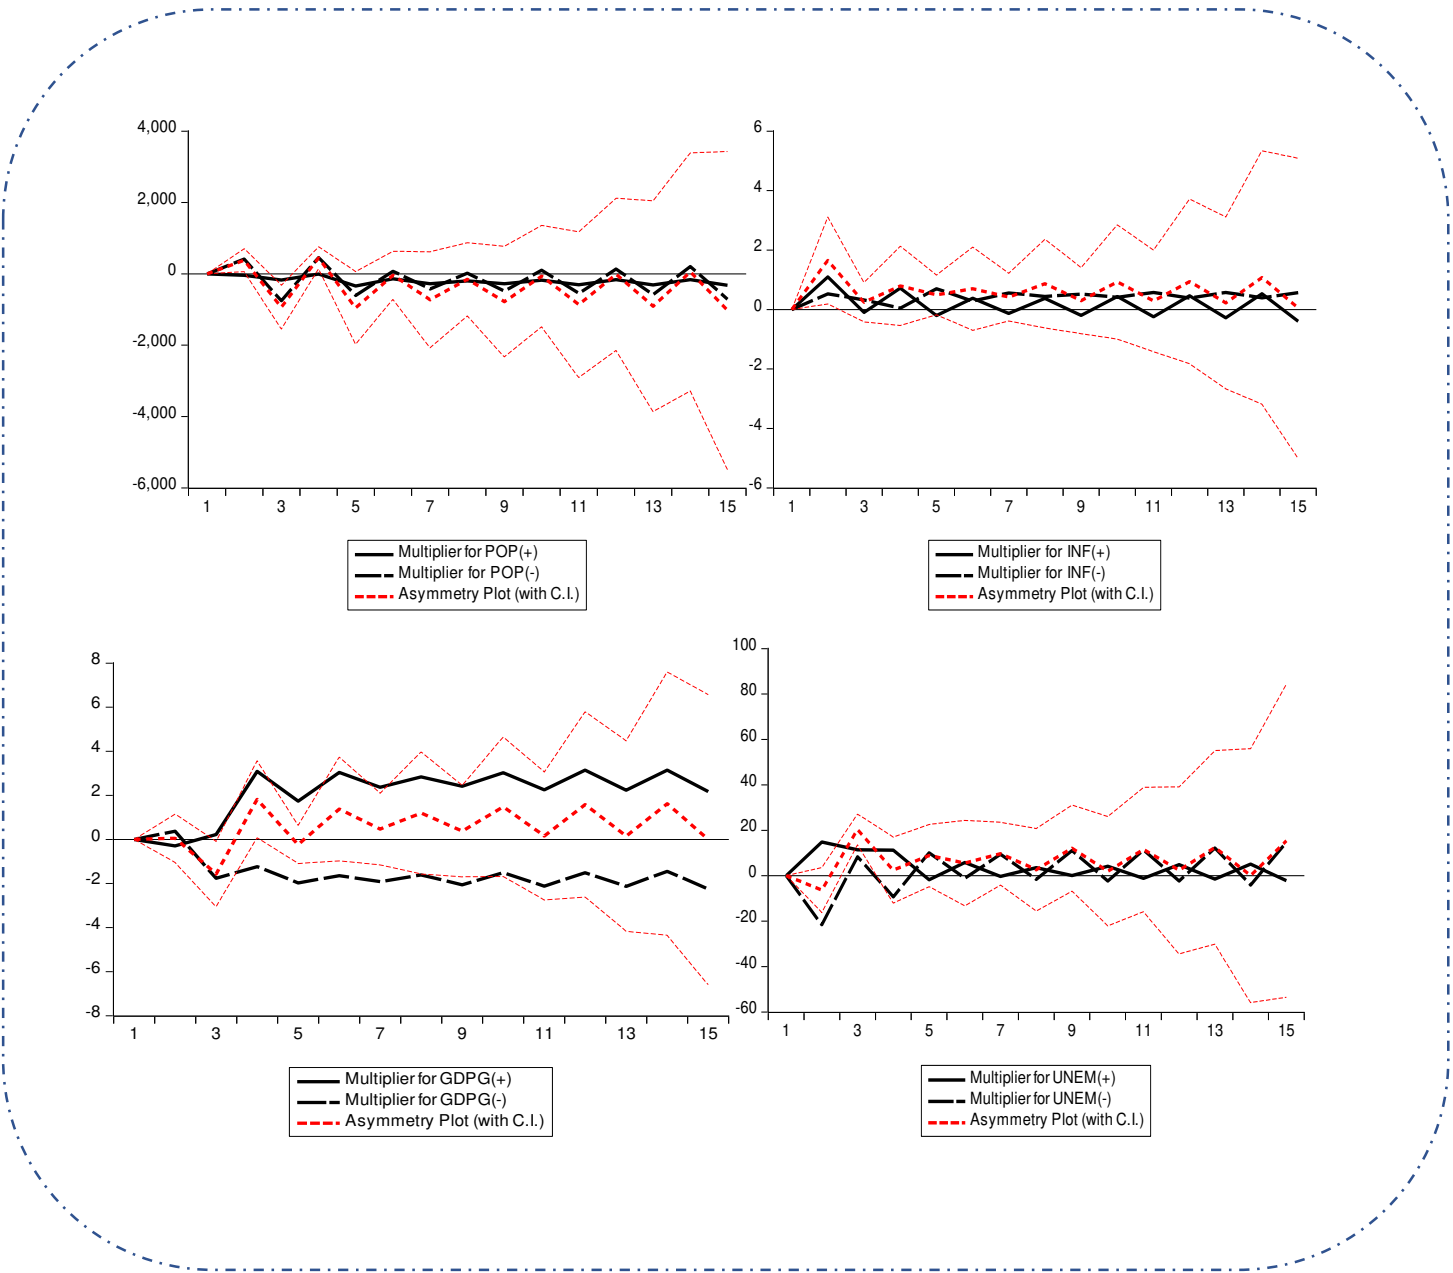 4,000
2,000
0
-2,000
-4,000
-6,000
1 3 5 7 9 11 13 15
Multiplier for POP(+)
Multiplier for POP(-)
Asymmetry Plot (with C.I.)
6
4
2
0
-2
-4
-6
1 3 5 7 9 11 13 15
Multiplier for INF(+)
Multiplier for INF(-)
Asymmetry Plot (with C.I.)
8
6
4
2
0
-2
-4
-6
-8
1 3 5 7 9 11 13 15
Multiplier for GDPG(+)
Multiplier for GDPG(-)
Asymmetry Plot (with C.I.)
100
80
60
40
20
0
-20
-40
-60
1 3 5 7 9 11 13 15
Multiplier for UNEM(+)
Multiplier for UNEM(-)
Asymmetry Plot (with C.I.)